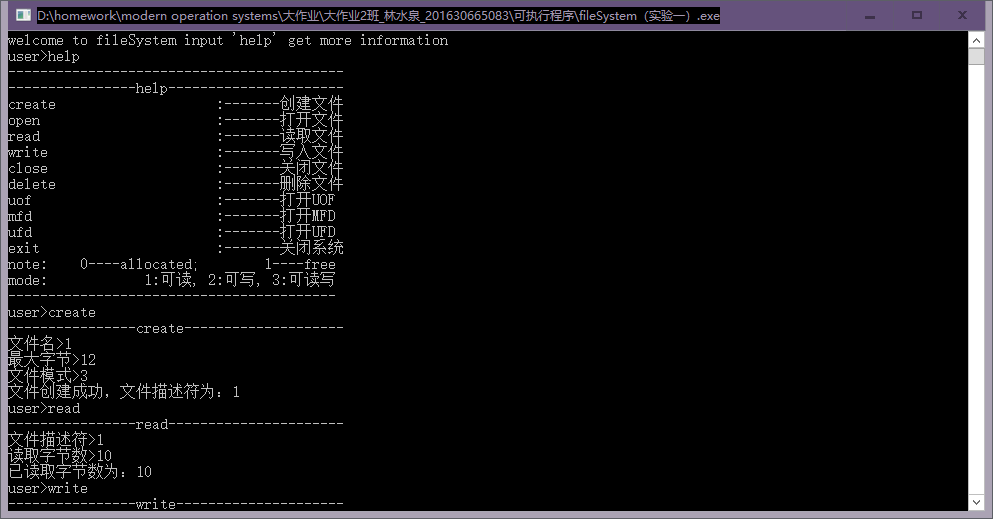 D:\homework\modern operation systems\大作业\大作业2班_林水泉_201630665083\可执行程序\fileSystem（实验一）.exe
welcome to fileSystem input 'help' get more information
user>help
------------------------------------------
----------------help----------------------
create                    :-------创建文件
open                      :-------打开文件
read                      :-------读取文件
write                     :-------写入文件
close                     :-------关闭文件
delete                    :-------删除文件
uof                       :-------打开UOF
mfd                       :-------打开MFD
ufd                       :-------打开UFD
exit                      :-------关闭系统
note:    0----allocated;        1----free
mode:            1:可读, 2:可写, 3:可读写
-----------------------------------------
user>create
----------------create--------------------
文件名>1
最大字节>12
文件模式>3
文件创建成功，文件描述符为：1
user>read
----------------read----------------------
文件描述符>1
读取字节数>10
已读取字节数为：10
user>write
----------------write---------------------